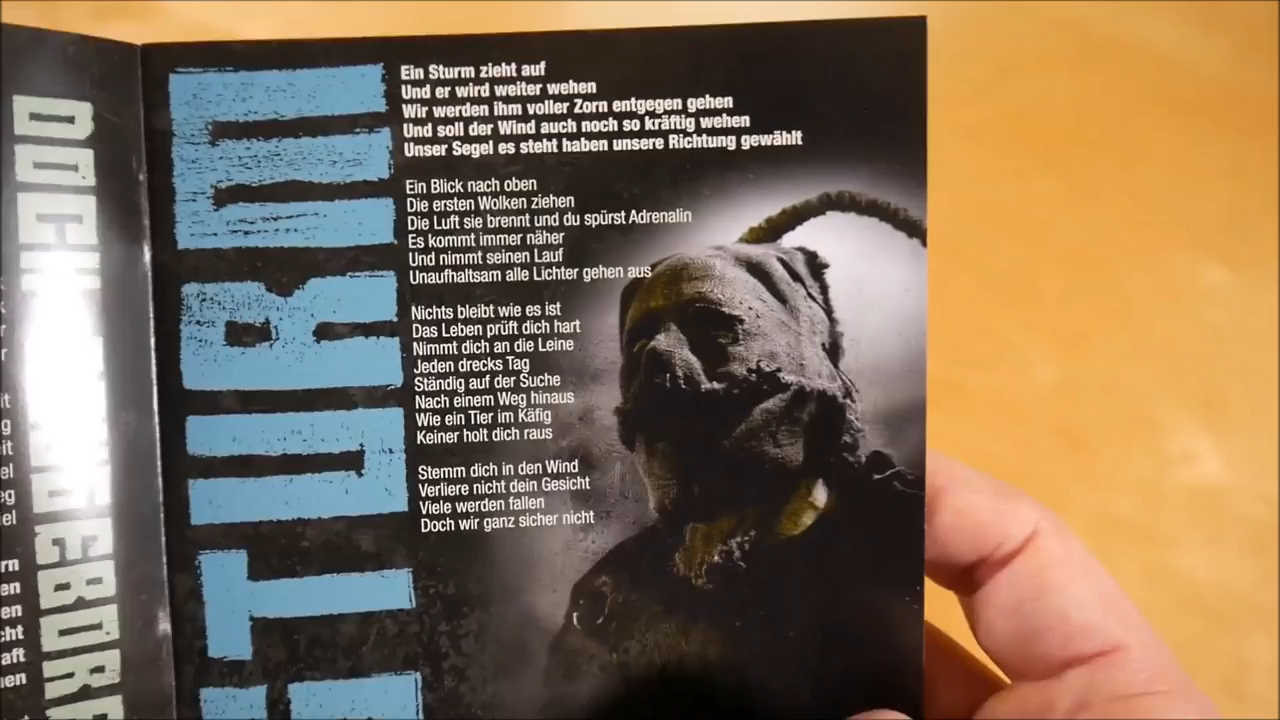 DOCH
STURM
Ein Sturm zieht auf
Und er wird weiter wehen
Wir werden ihm voller Zorn entgegen gehen
Und soll der Wind auch noch so kräftig wehen
Unser Segel es steht haben unsere Richtung gewählt
Ein Blick nach oben
Die ersten Wolken ziehen
Die Luft sie brennt und du spürst Adrenalin
Es kommt immer näher
Und nimmt seinen Lauf
Unaufhaltsam alle Lichter gehen aus
Nichts bleibt wie es ist
Das Leben prüft dich hart
Nimmt dich an die Leine
Jeden drecks Tag
Ständig auf der Suche
Nach einem Weg hinaus
Wie ein Tier im Käfig
Keiner holt dich raus
Stemm dich in den Wind
Verliere nicht dein Gesicht
Viele werden fallen
Doch wir ganz sicher nicht